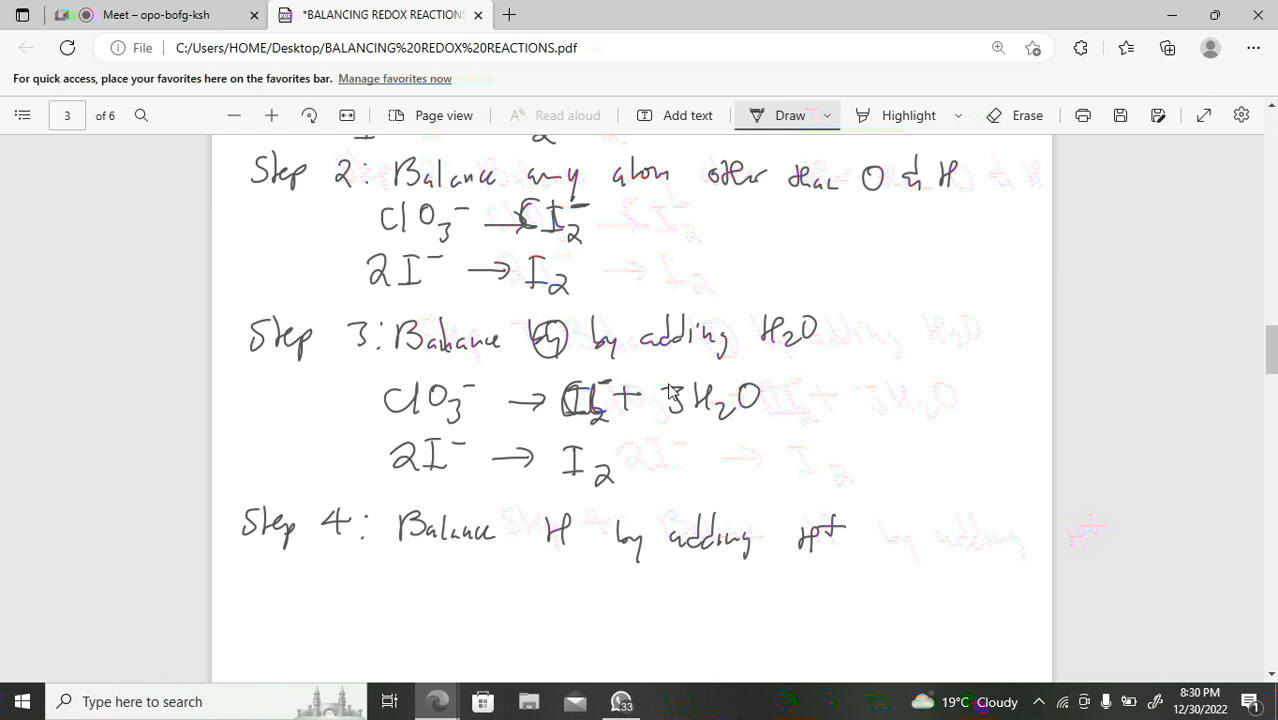 Meet – opo-bofg-ksh
*BALANCING REDOX REACTIONS
File
C:/Users/HOME/Desktop/BALANCING%20REDOX%20REACTIONS.pdf
For quick access, place your favorites here on the favorites bar. Manage favorites now
3 of 6
Page view
Read aloud
Add text
Draw
Highlight
Erase
Step 2: Balance any atom other than O & H
ClO₃⁻ →
2I⁻ → I₂
Step 3: Balance by adding H₂O
ClO₃⁻ → + 3H₂O
2I⁻ → I₂
Step 4: Balance H by adding H⁺
Type here to search
33
19°C Cloudy
8:30 PM
12/30/2022
1